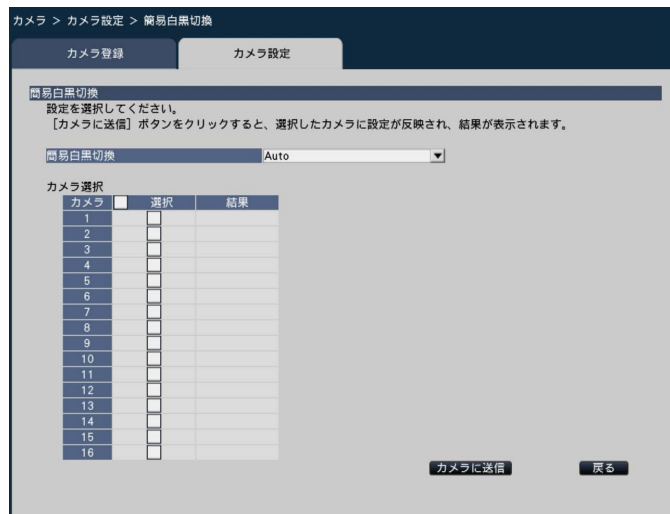 カメラ > カメラ設定 > 簡易白黒切換
カメラ登録 カメラ設定
簡易白黒切換
設定を選択してください。
［カメラに送信］ボタンをクリックすると、選択したカメラに設定が反映され、結果が表示されます。
簡易白黒切換 Auto
カメラ選択
カメラ 選択 結果
1
2
3
4
5
6
7
8
9
10
11
12
13
14
15
16
カメラに送信 戻る